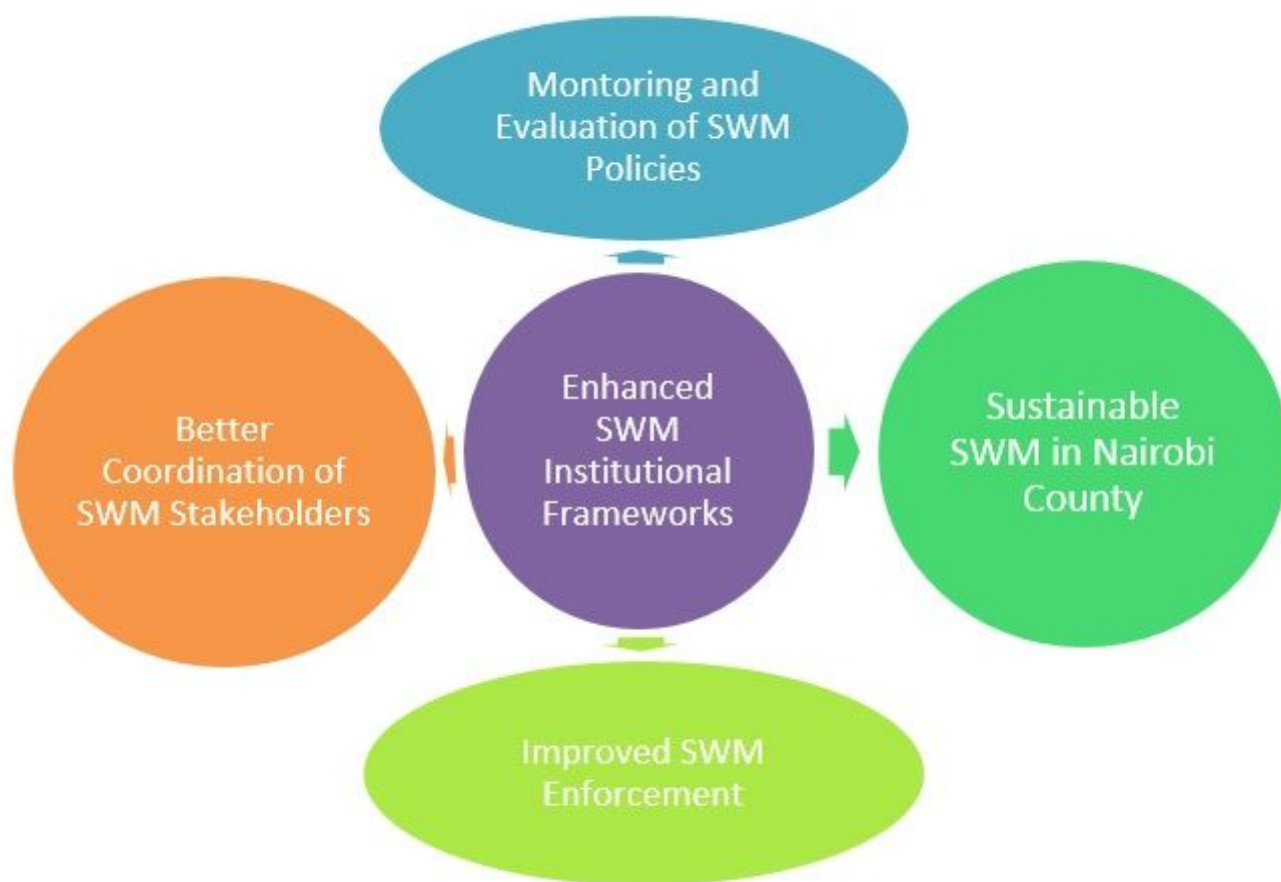 Montoring and
Evaluation of SWM
Policies
Better
Coordination of
SWM Stakeholders
Enhanced
SWM
Institutional
Frameworks
Sustainable
SWM in Nairobi
County
Improved SWM
Enforcement